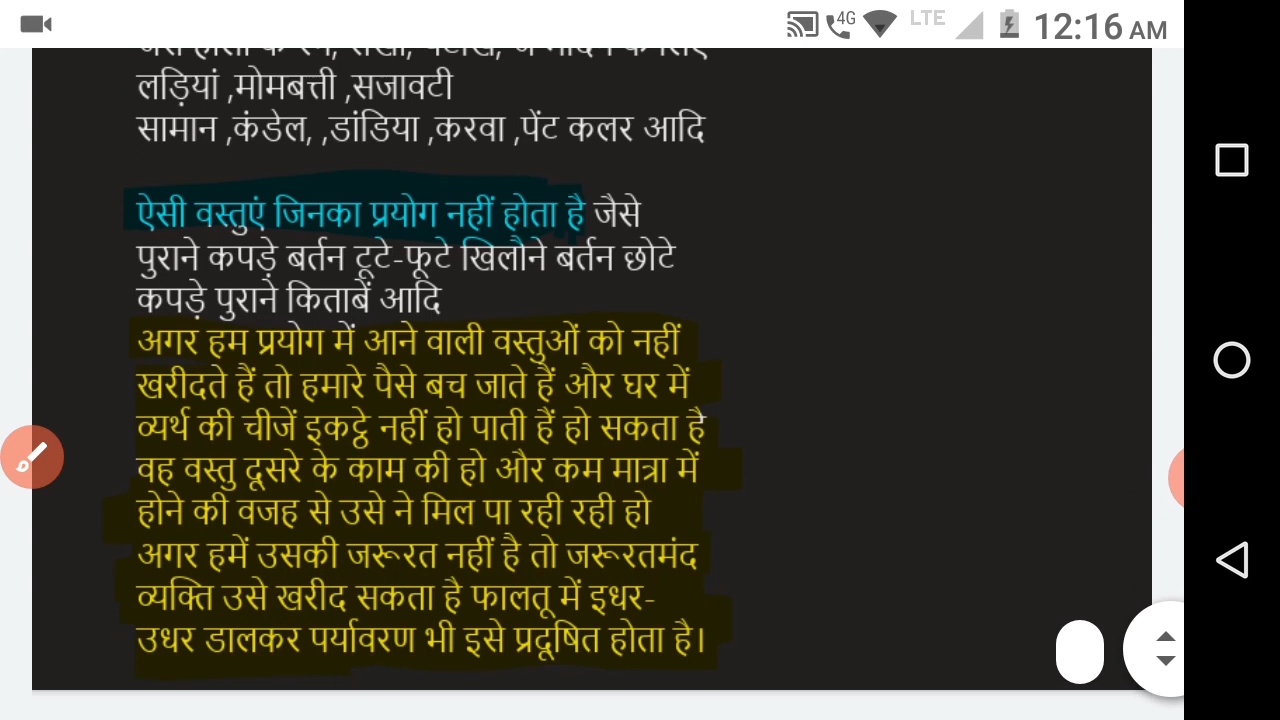 4G
LTE
12:16 AM
लड़ियां ,मोमबत्ती ,सजावटी
सामान ,कंडेल, ,डांडिया ,करवा ,पेंट कलर आदि
ऐसी वस्तुएं जिनका प्रयोग नहीं होता है जैसे
पुराने कपड़े बर्तन टूटे-फूटे खिलौने बर्तन छोटे
कपड़े पुराने किताबें आदि
अगर हम प्रयोग में आने वाली वस्तुओं को नहीं
खरीदते हैं तो हमारे पैसे बच जाते हैं और घर में
व्यर्थ की चीजें इकट्ठे नहीं हो पाती हैं हो सकता है
वह वस्तु दूसरे के काम की हो और कम मात्रा में
होने की वजह से उसे ने मिल पा रही रही हो
अगर हमें उसकी जरूरत नहीं है तो जरूरतमंद
व्यक्ति उसे खरीद सकता है फालतू में इधर-
उधर डालकर पर्यावरण भी इसे प्रदूषित होता है।